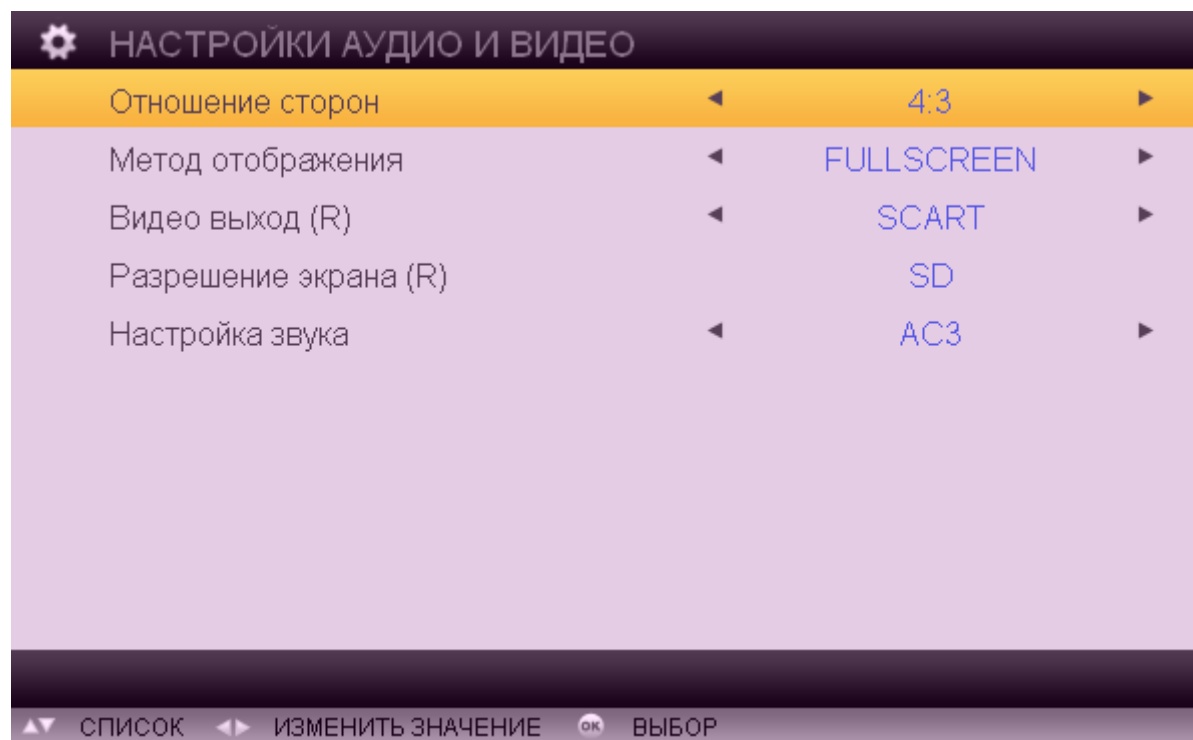 НАСТРОЙКИ АУДИО И ВИДЕО
Отношение сторон 4:3
Метод отображения FULLSCREEN
Видео выход (R) SCART
Разрешение экрана (R) SD
Настройка звука AC3
СПИСОК ИЗМЕНИТЬ ЗНАЧЕНИЕ OK ВЫБОР